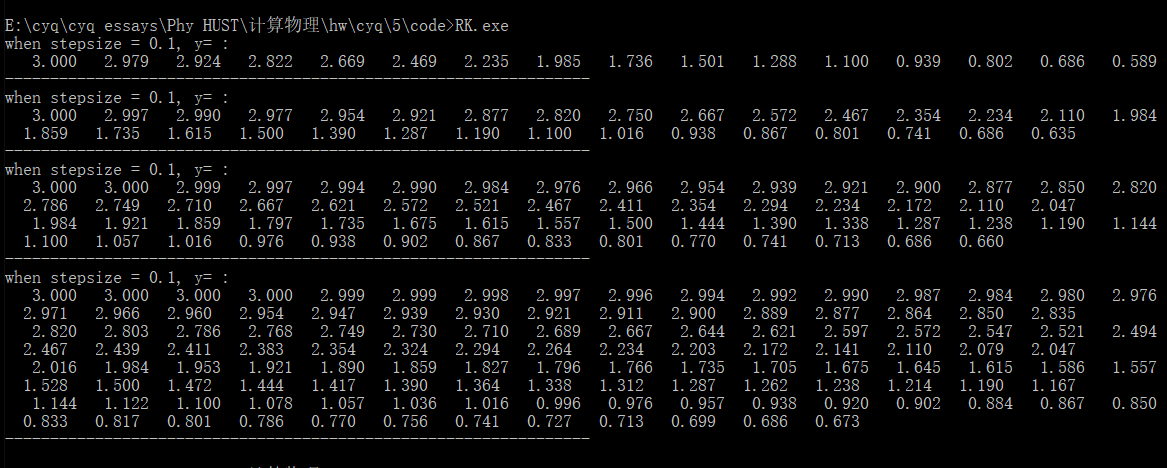 E:\cyq\cyq essays\Phy HUST\计算物理\hw\cyq\5\code>RK.exe
when stepsize = 0.1, y= :
3.000 2.979 2.924 2.822 2.669 2.469 2.235 1.985 1.736 1.501 1.288 1.100 0.939 0.802 0.686 0.589
-----------------------------------------------------------------
when stepsize = 0.1, y= :
3.000 2.997 2.990 2.977 2.954 2.921 2.877 2.820 2.750 2.667 2.572 2.467 2.354 2.234 2.110 1.984
1.859 1.735 1.615 1.500 1.390 1.287 1.190 1.100 1.016 0.938 0.867 0.801 0.741 0.686 0.635
-----------------------------------------------------------------
when stepsize = 0.1, y= :
3.000 3.000 2.999 2.997 2.994 2.990 2.984 2.976 2.966 2.954 2.939 2.921 2.900 2.877 2.850 2.820
2.786 2.749 2.710 2.667 2.621 2.572 2.521 2.467 2.411 2.354 2.294 2.234 2.172 2.110 2.047
1.984 1.921 1.859 1.797 1.735 1.675 1.615 1.557 1.500 1.444 1.390 1.338 1.287 1.238 1.190 1.144
1.100 1.057 1.016 0.976 0.938 0.902 0.867 0.833 0.801 0.770 0.741 0.713 0.686 0.660
-----------------------------------------------------------------
when stepsize = 0.1, y= :
3.000 3.000 3.000 3.000 2.999 2.999 2.998 2.997 2.996 2.994 2.992 2.990 2.987 2.984 2.980 2.976
2.971 2.966 2.960 2.954 2.947 2.939 2.930 2.921 2.911 2.900 2.889 2.877 2.864 2.850 2.835
2.820 2.803 2.786 2.768 2.749 2.730 2.710 2.689 2.667 2.644 2.621 2.597 2.572 2.547 2.521 2.494
2.467 2.439 2.411 2.383 2.354 2.324 2.294 2.264 2.234 2.203 2.172 2.141 2.110 2.079 2.047
2.016 1.984 1.953 1.921 1.890 1.859 1.827 1.796 1.766 1.735 1.705 1.675 1.645 1.615 1.586 1.557
1.528 1.500 1.472 1.444 1.417 1.390 1.364 1.338 1.312 1.287 1.262 1.238 1.214 1.190 1.167
1.144 1.122 1.100 1.078 1.057 1.036 1.016 0.996 0.976 0.957 0.938 0.920 0.902 0.884 0.867 0.850
0.833 0.817 0.801 0.786 0.770 0.756 0.741 0.727 0.713 0.699 0.686 0.673
-----------------------------------------------------------------